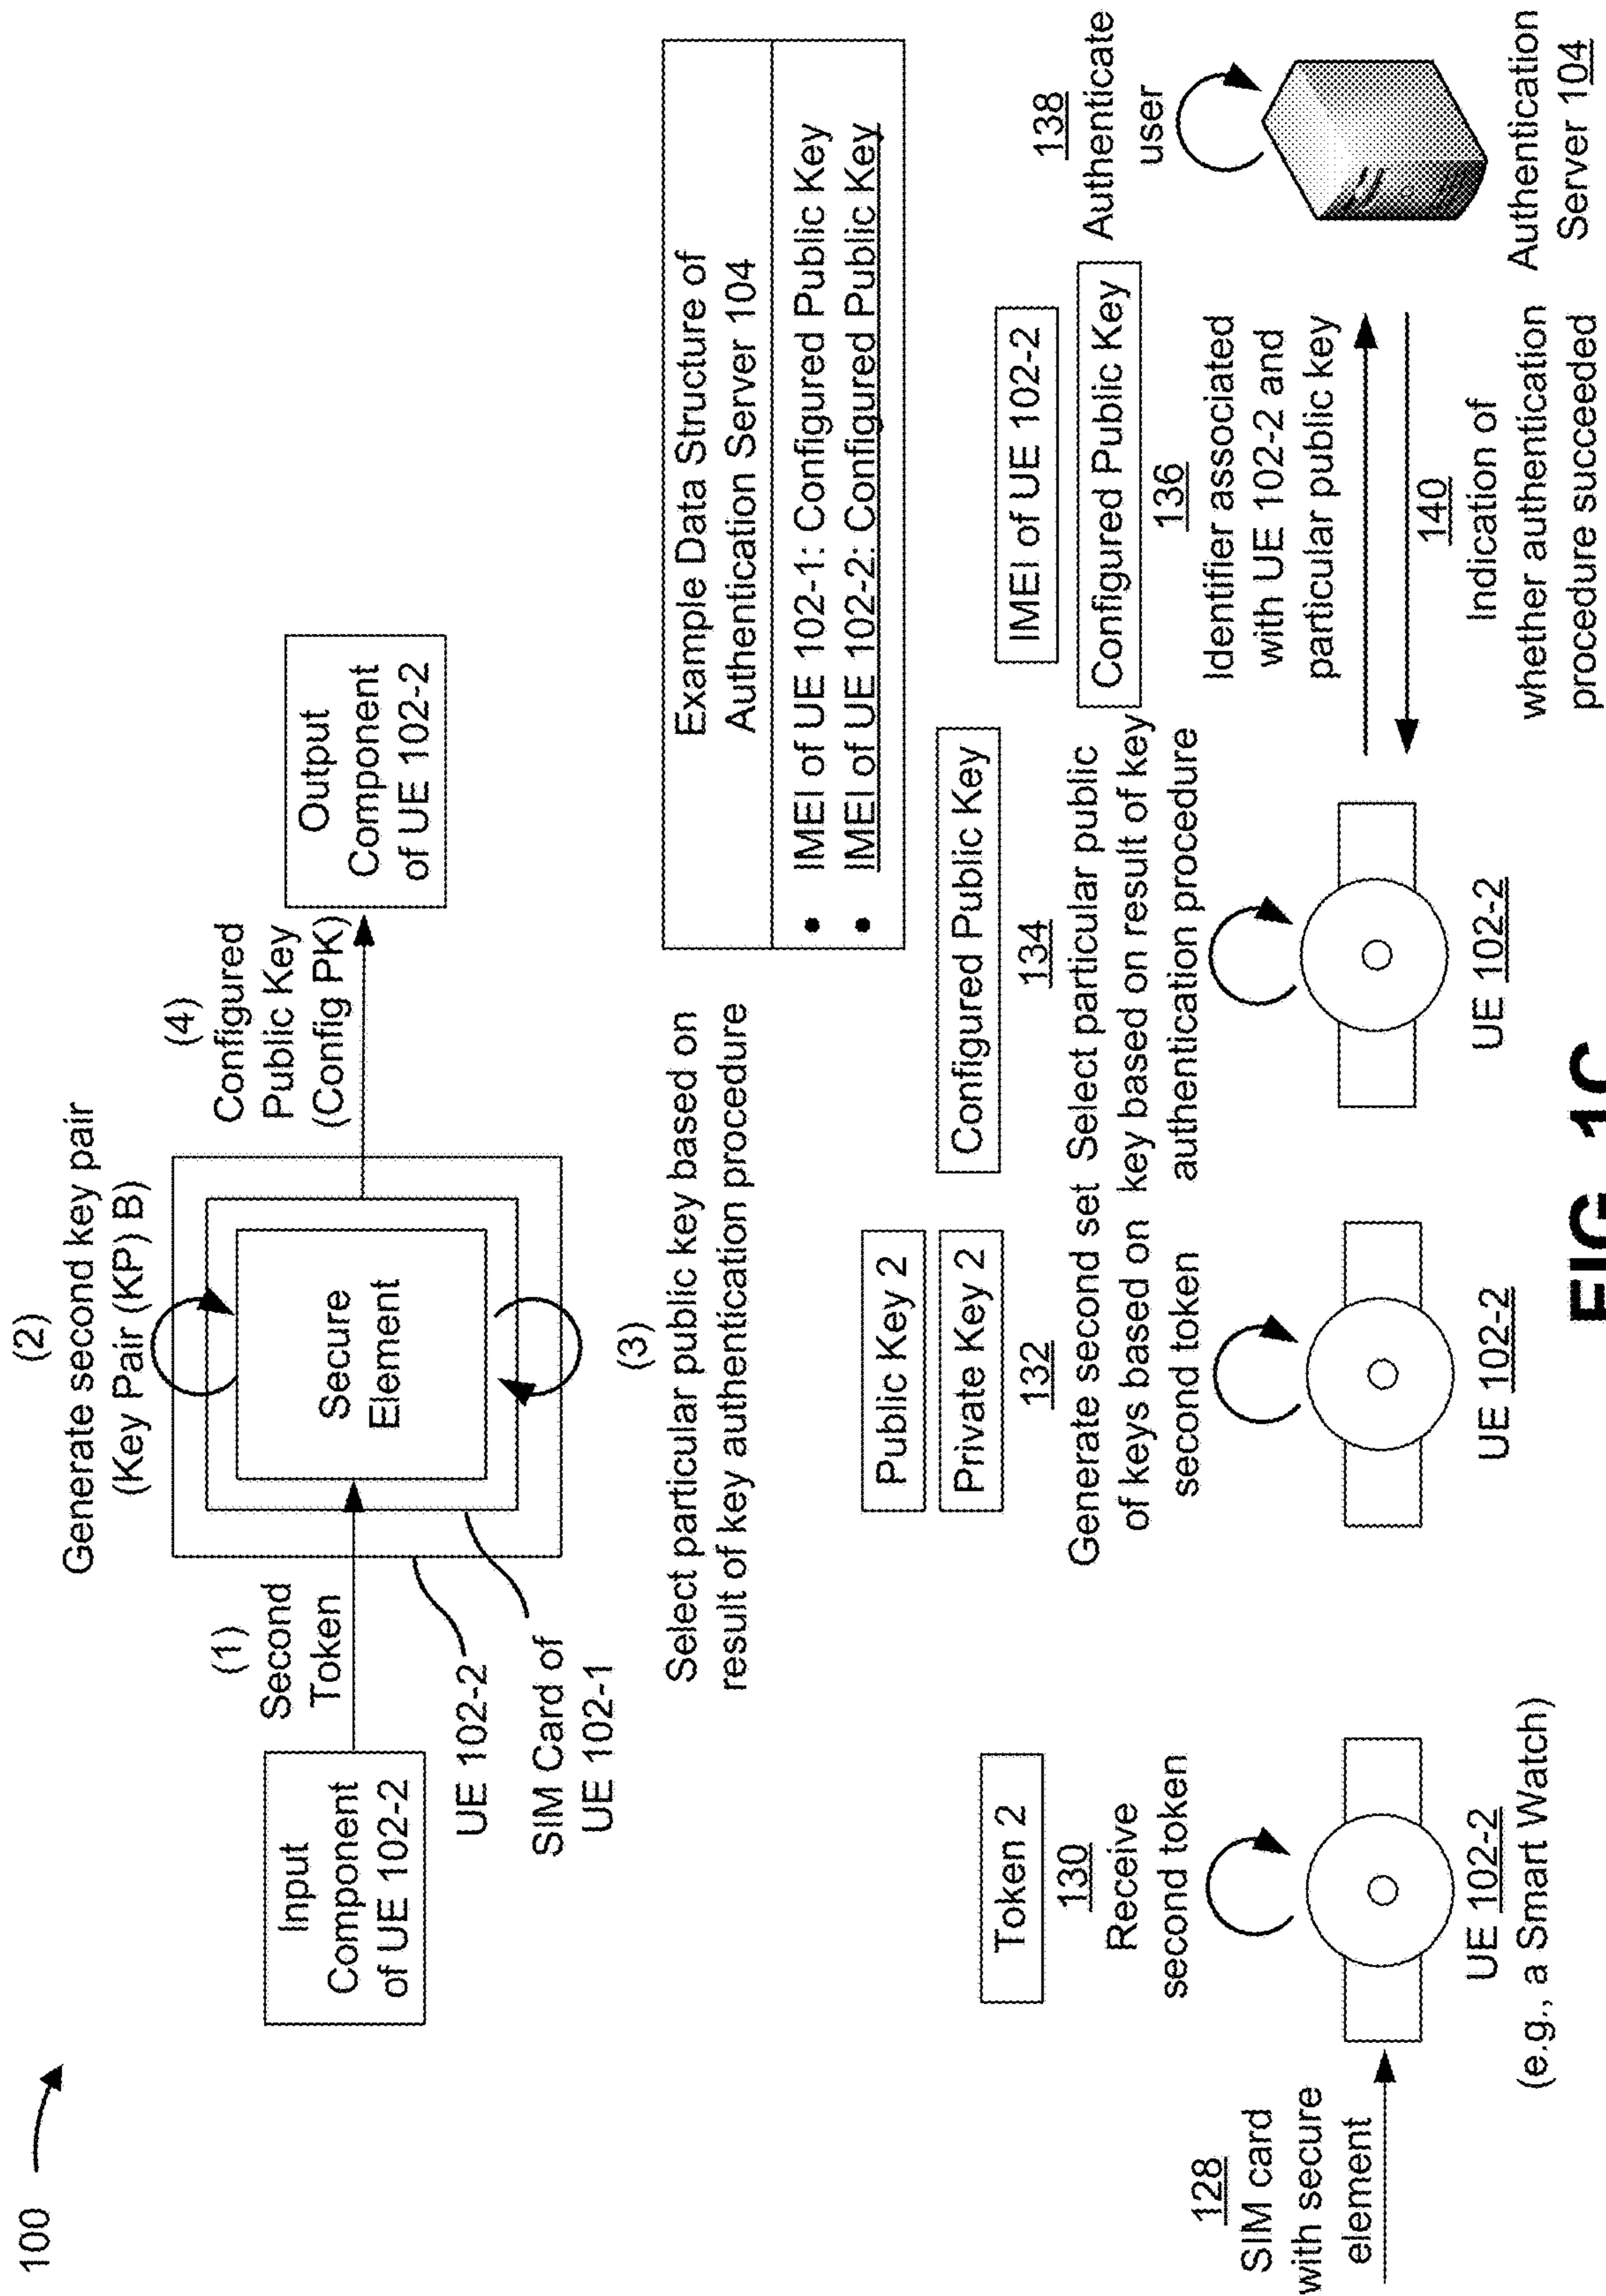 100
(2)
Generate second key pair
(Key Pair (KP) B)
(1)
Second
Token
Input
Component
of UE 102-2
Secure
Element
(4)
Configured
Public Key
(Config PK)
Output
Component
of UE 102-2
UE 102-2
SIM Card of
UE 102-1
(3)
Select particular public key based on
result of key authentication procedure
Example Data Structure of
Authentication Server 104
• IMEI of UE 102-1: Configured Public Key
• IMEI of UE 102-2: Configured Public Key
128
SIM card
with secure
element
Token 2
130
Receive
second token
UE 102-2
(e.g., a Smart Watch)
Public Key 2
Private Key 2
132
Generate second set
of keys based on
second token
UE 102-2
Configured Public Key
134
Select particular public
key based on result of key
authentication procedure
UE 102-2
IMEI of UE 102-2
Configured Public Key
136
Identifier associated
with UE 102-2 and
particular public key
140
Indication of
whether authentication
procedure succeeded
138
Authenticate
user
Authentication
Server 104
FIG. 1C